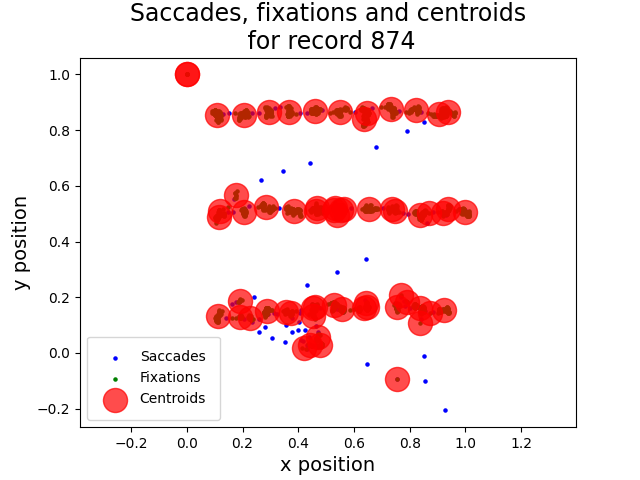 Saccades, fixations and centroids
for record 874
1.0
0.8
0.6
0.4
0.2
0.0
−0.2
y position
Saccades
Fixations
Centroids
−0.2
0.0
0.2
0.4
0.6
0.8
1.0
1.2
x position